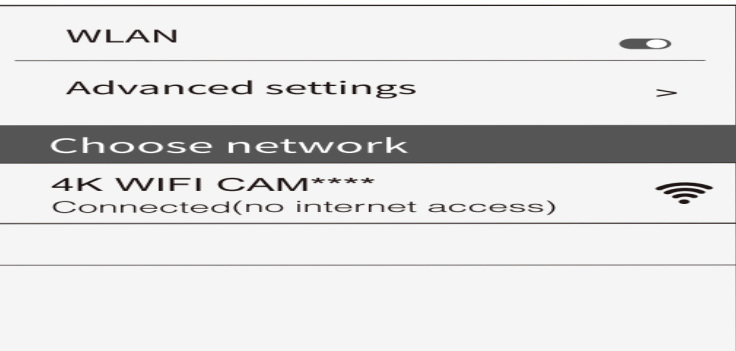 WLAN
Advanced settings >
Choose network
4K WIFI CAM****
Connected(no internet access)